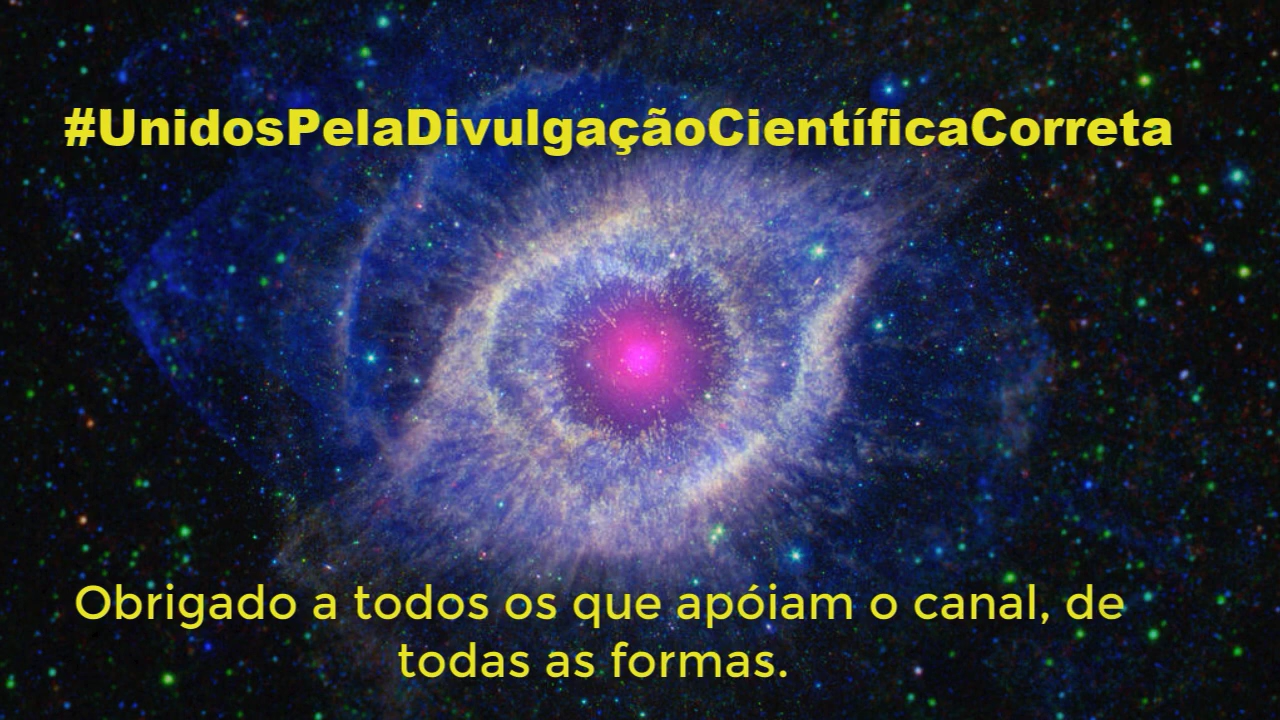 #UnidosPelaDivulgaçãoCientíficaCorreta
Obrigado a todos os que apóiam o canal, de
todas as formas.